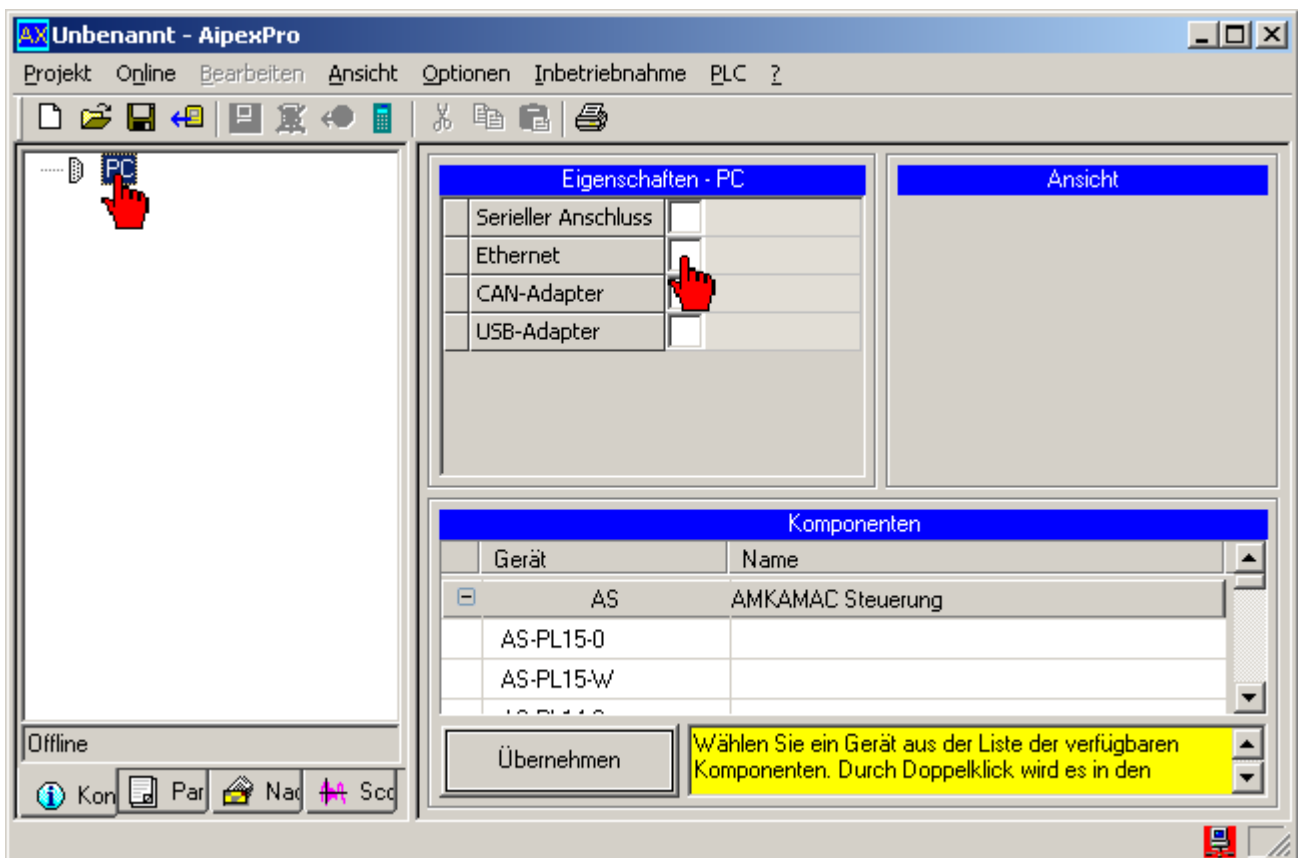 AX Unbenannt - AipexPro
Projekt Online Bearbeiten Ansicht Optionen Inbetriebnahme PLC ?
PC
Eigenschaften - PC
Serieller Anschluss
Ethernet
CAN-Adapter
USB-Adapter
Ansicht
Komponenten
Gerät Name
AS AMKAMAC Steuerung
AS-PL15-0
AS-PL15-W
Übernehmen
Wählen Sie ein Gerät aus der Liste der verfügbaren
Komponenten. Durch Doppelklick wird es in den
Offline
Kon Par Nac Sco